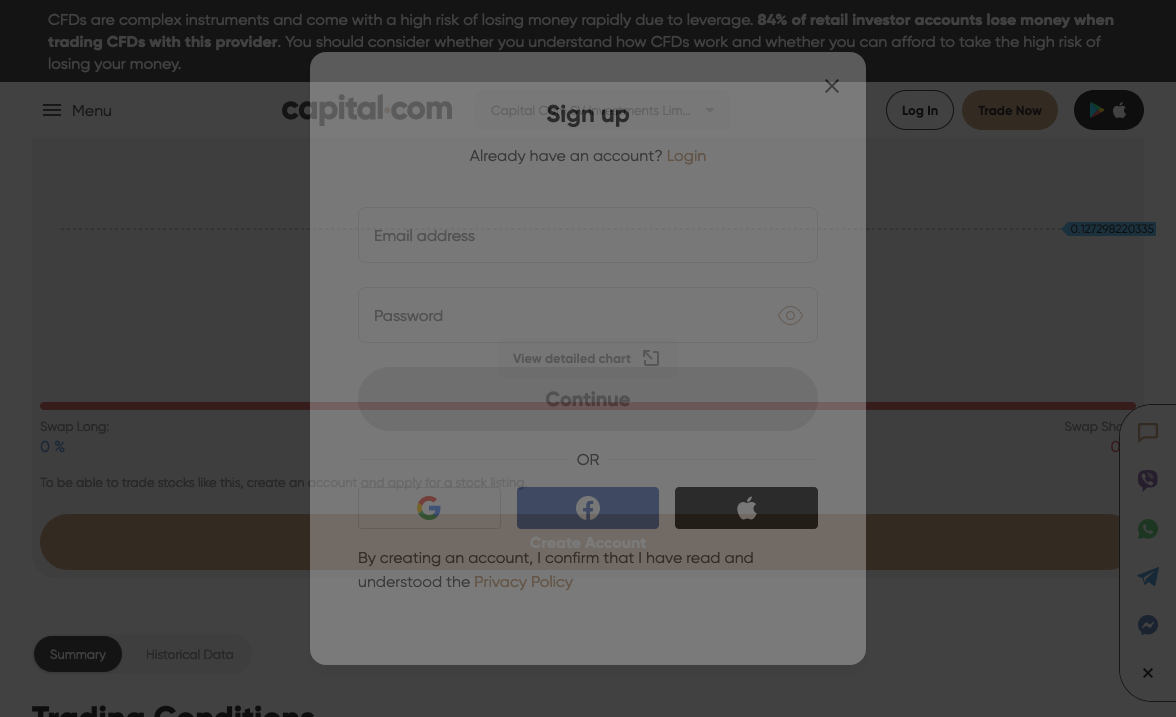 CFDs are complex instruments and come with a high risk of losing money rapidly due to leverage. 84% of retail investor accounts lose money when
trading CFDs with this provider. You should consider whether you understand how CFDs work and whether you can afford to take the high risk of
losing your money.
Menu
capital.com
Capital Com SV Investments Lim...
Log In
Trade Now
Sign up
Already have an account? Login
0.127298220335
Email address
Password
View detailed chart
Continue
Swap Long:
0 %
Swap Sho
0
OR
To be able to trade stocks like this, create an account and apply for a stock listing
Create Account
By creating an account, I confirm that I have read and
understood the Privacy Policy
Summary
Historical Data
Trading Conditions